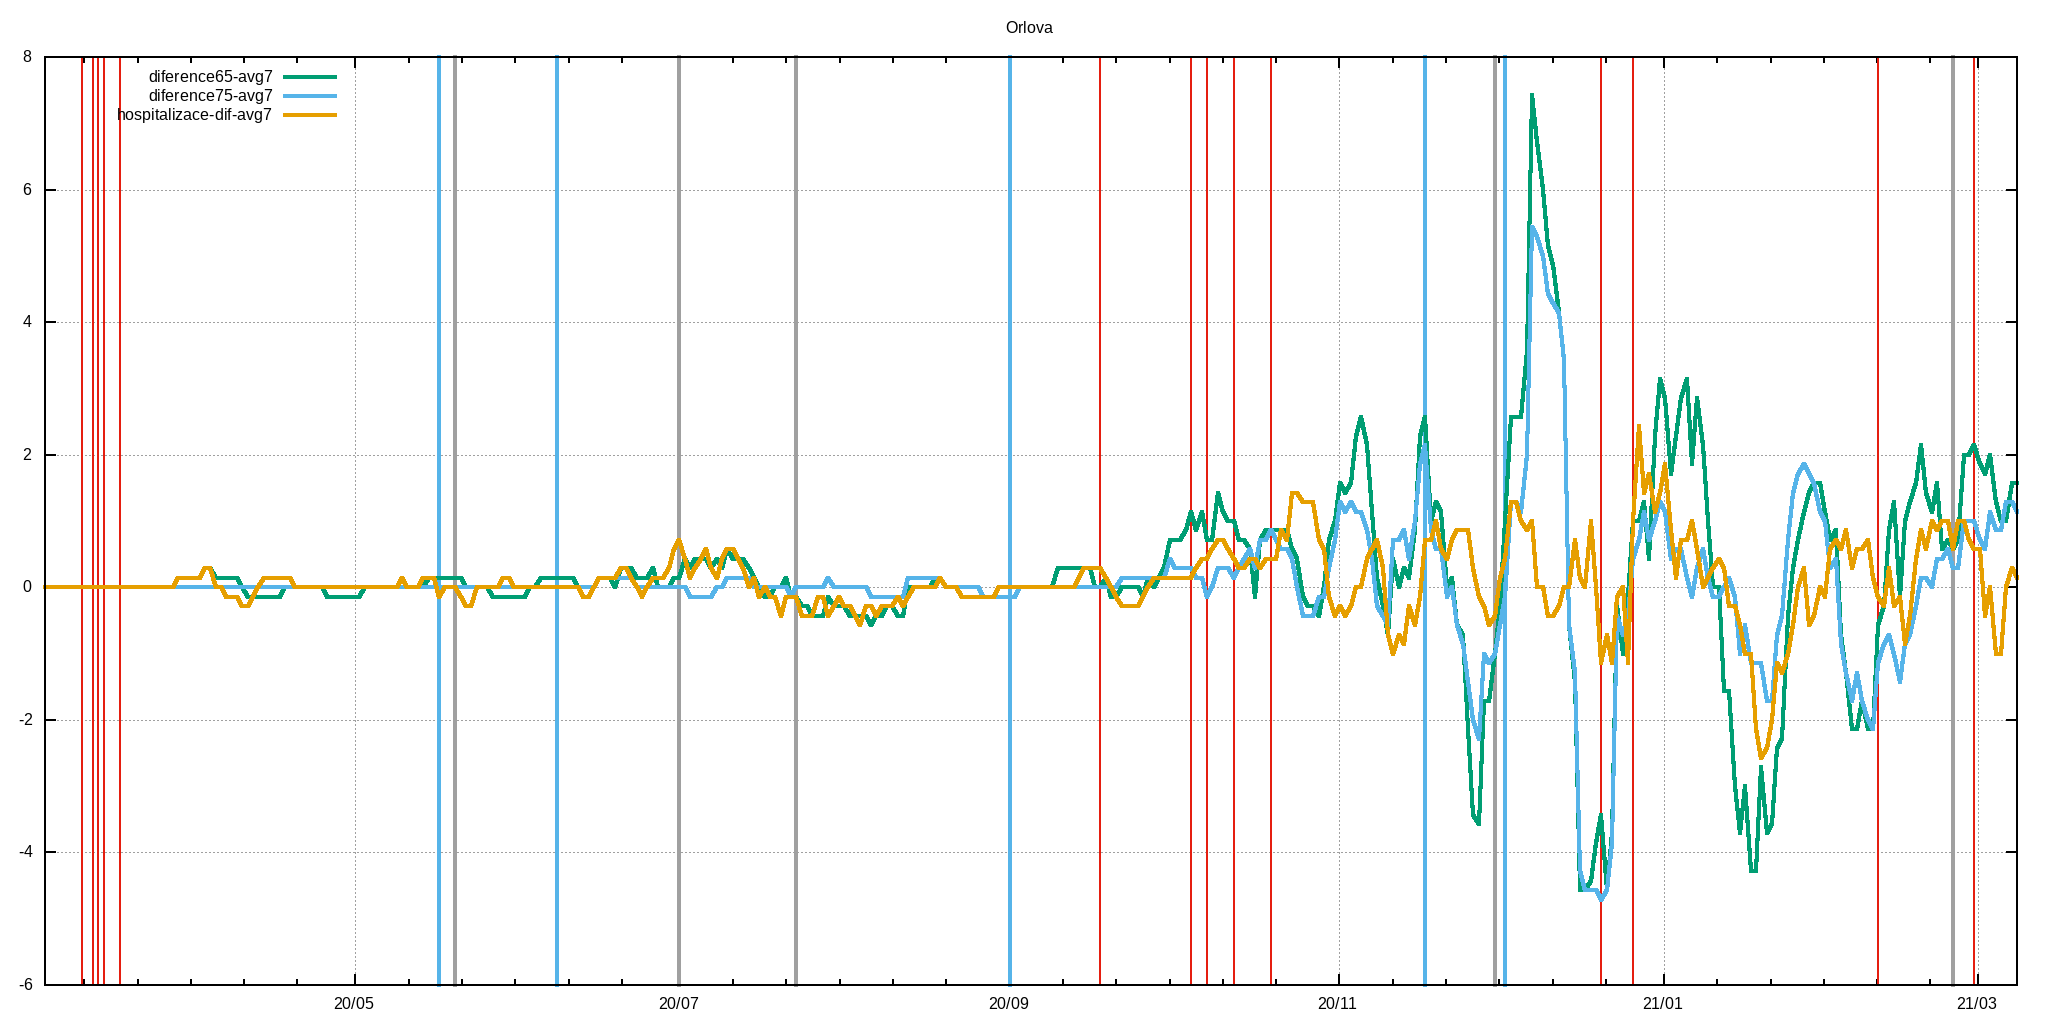 Orlova
8
diference65-avg7
diference75-avg7
hospitalizace-dif-avg7
6
4
2
0
-2
-4
-6
20/05 20/07 20/09 20/11 21/01 21/03